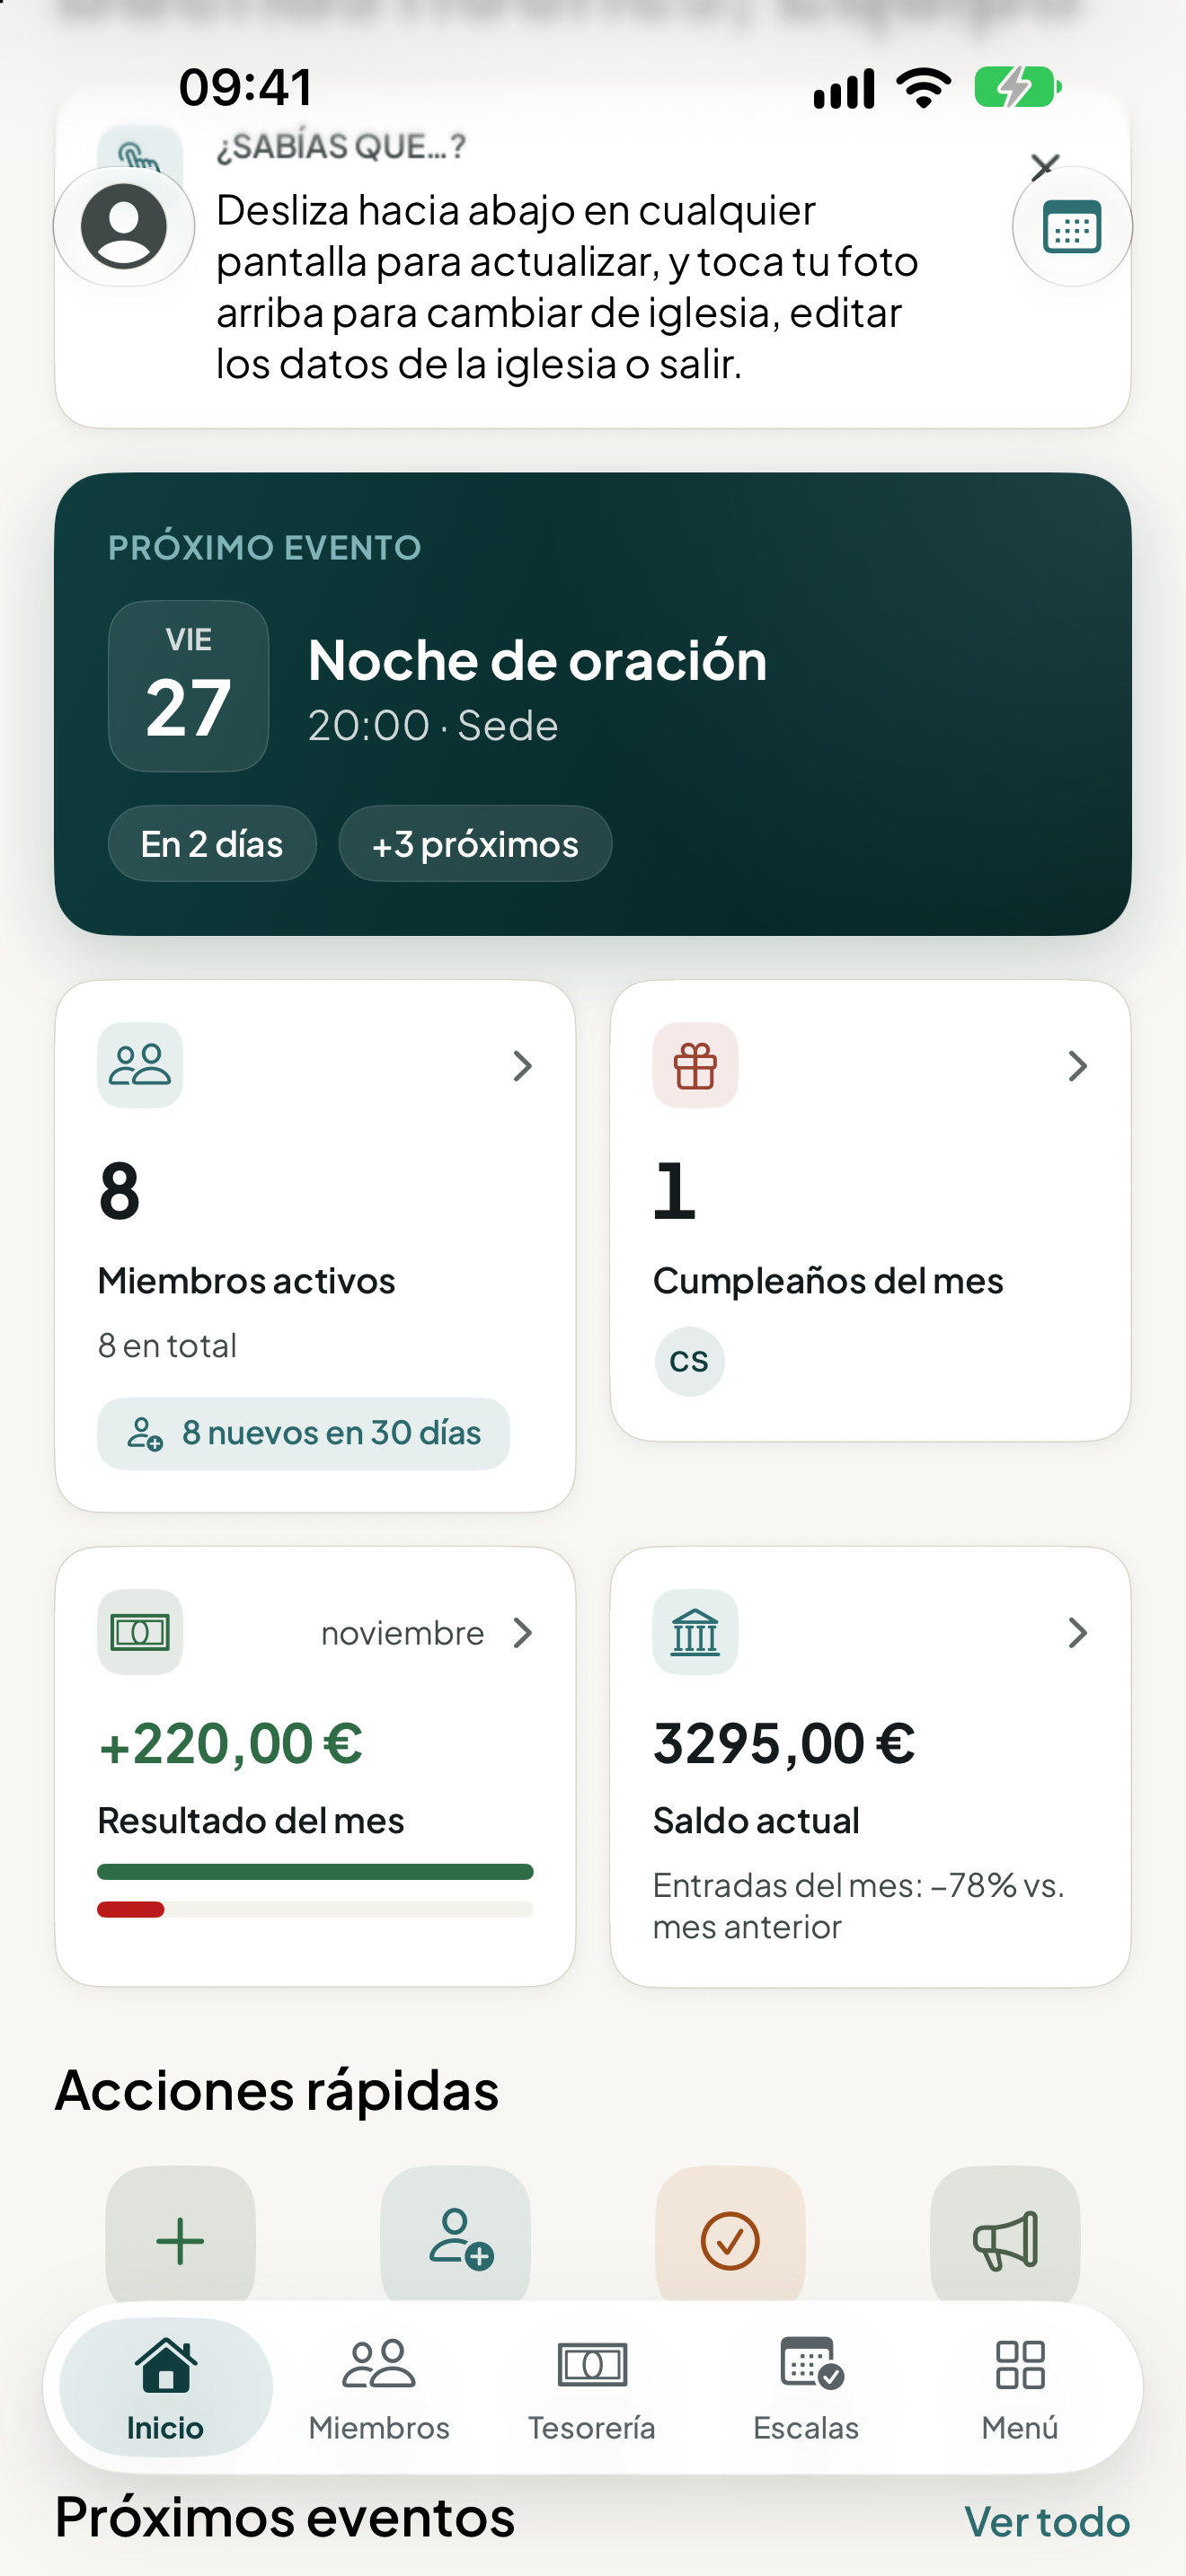 09:41
¿SABÍAS QUE...?
Desliza hacia abajo en cualquier
pantalla para actualizar, y toca tu foto
arriba para cambiar de iglesia, editar
los datos de la iglesia o salir.
PRÓXIMO EVENTO
VIE
27
Noche de oración
20:00 · Sede
En 2 días
+3 próximos
8
Miembros activos
8 en total
8 nuevos en 30 días
1
Cumpleaños del mes
CS
noviembre
+220,00 €
Resultado del mes
3295,00 €
Saldo actual
Entradas del mes: −78% vs.
mes anterior
Acciones rápidas
Inicio
Miembros
Tesorería
Escalas
Menú
Próximos eventos
Ver todo